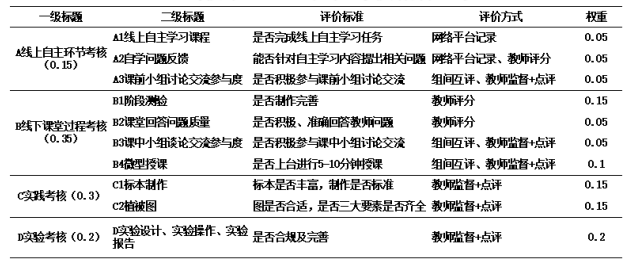 一级标题 二级标题 评价标准 评价方式 权重
A线上自主环节考核（0.15）
A1线上自主学习课程 是否完成线上自主学习任务 网络平台记录 0.05
A2自学问题反馈 能否针对自主学习内容提出相关问题 网络平台记录、教师评分 0.05
A3课前小组讨论交流参与度 是否积极参与课前小组讨论交流 组间互评、教师监督+点评 0.05
B线下课堂过程考核（0.35）
B1阶段测验 是否制作完善 教师评分 0.15
B2课堂回答问题质量 是否积极、准确回答教师问题 教师评分 0.05
B3课中小组谈论交流参与度 是否积极参与课中小组讨论交流 组间互评、教师监督+点评 0.05
B4微型授课 是否上台进行5-10分钟授课 组间互评、教师监督+点评 0.1
C实践考核（0.3）
C1标本制作 标本是否丰富，制作是否标准 教师监督+点评 0.15
C2植被图 图是否合适，是否三大要素是否齐全 教师监督+点评 0.15
D实验考核（0.2）
D实验设计、实验操作、实验报告 是否合规及完善 教师监督+点评 0.2